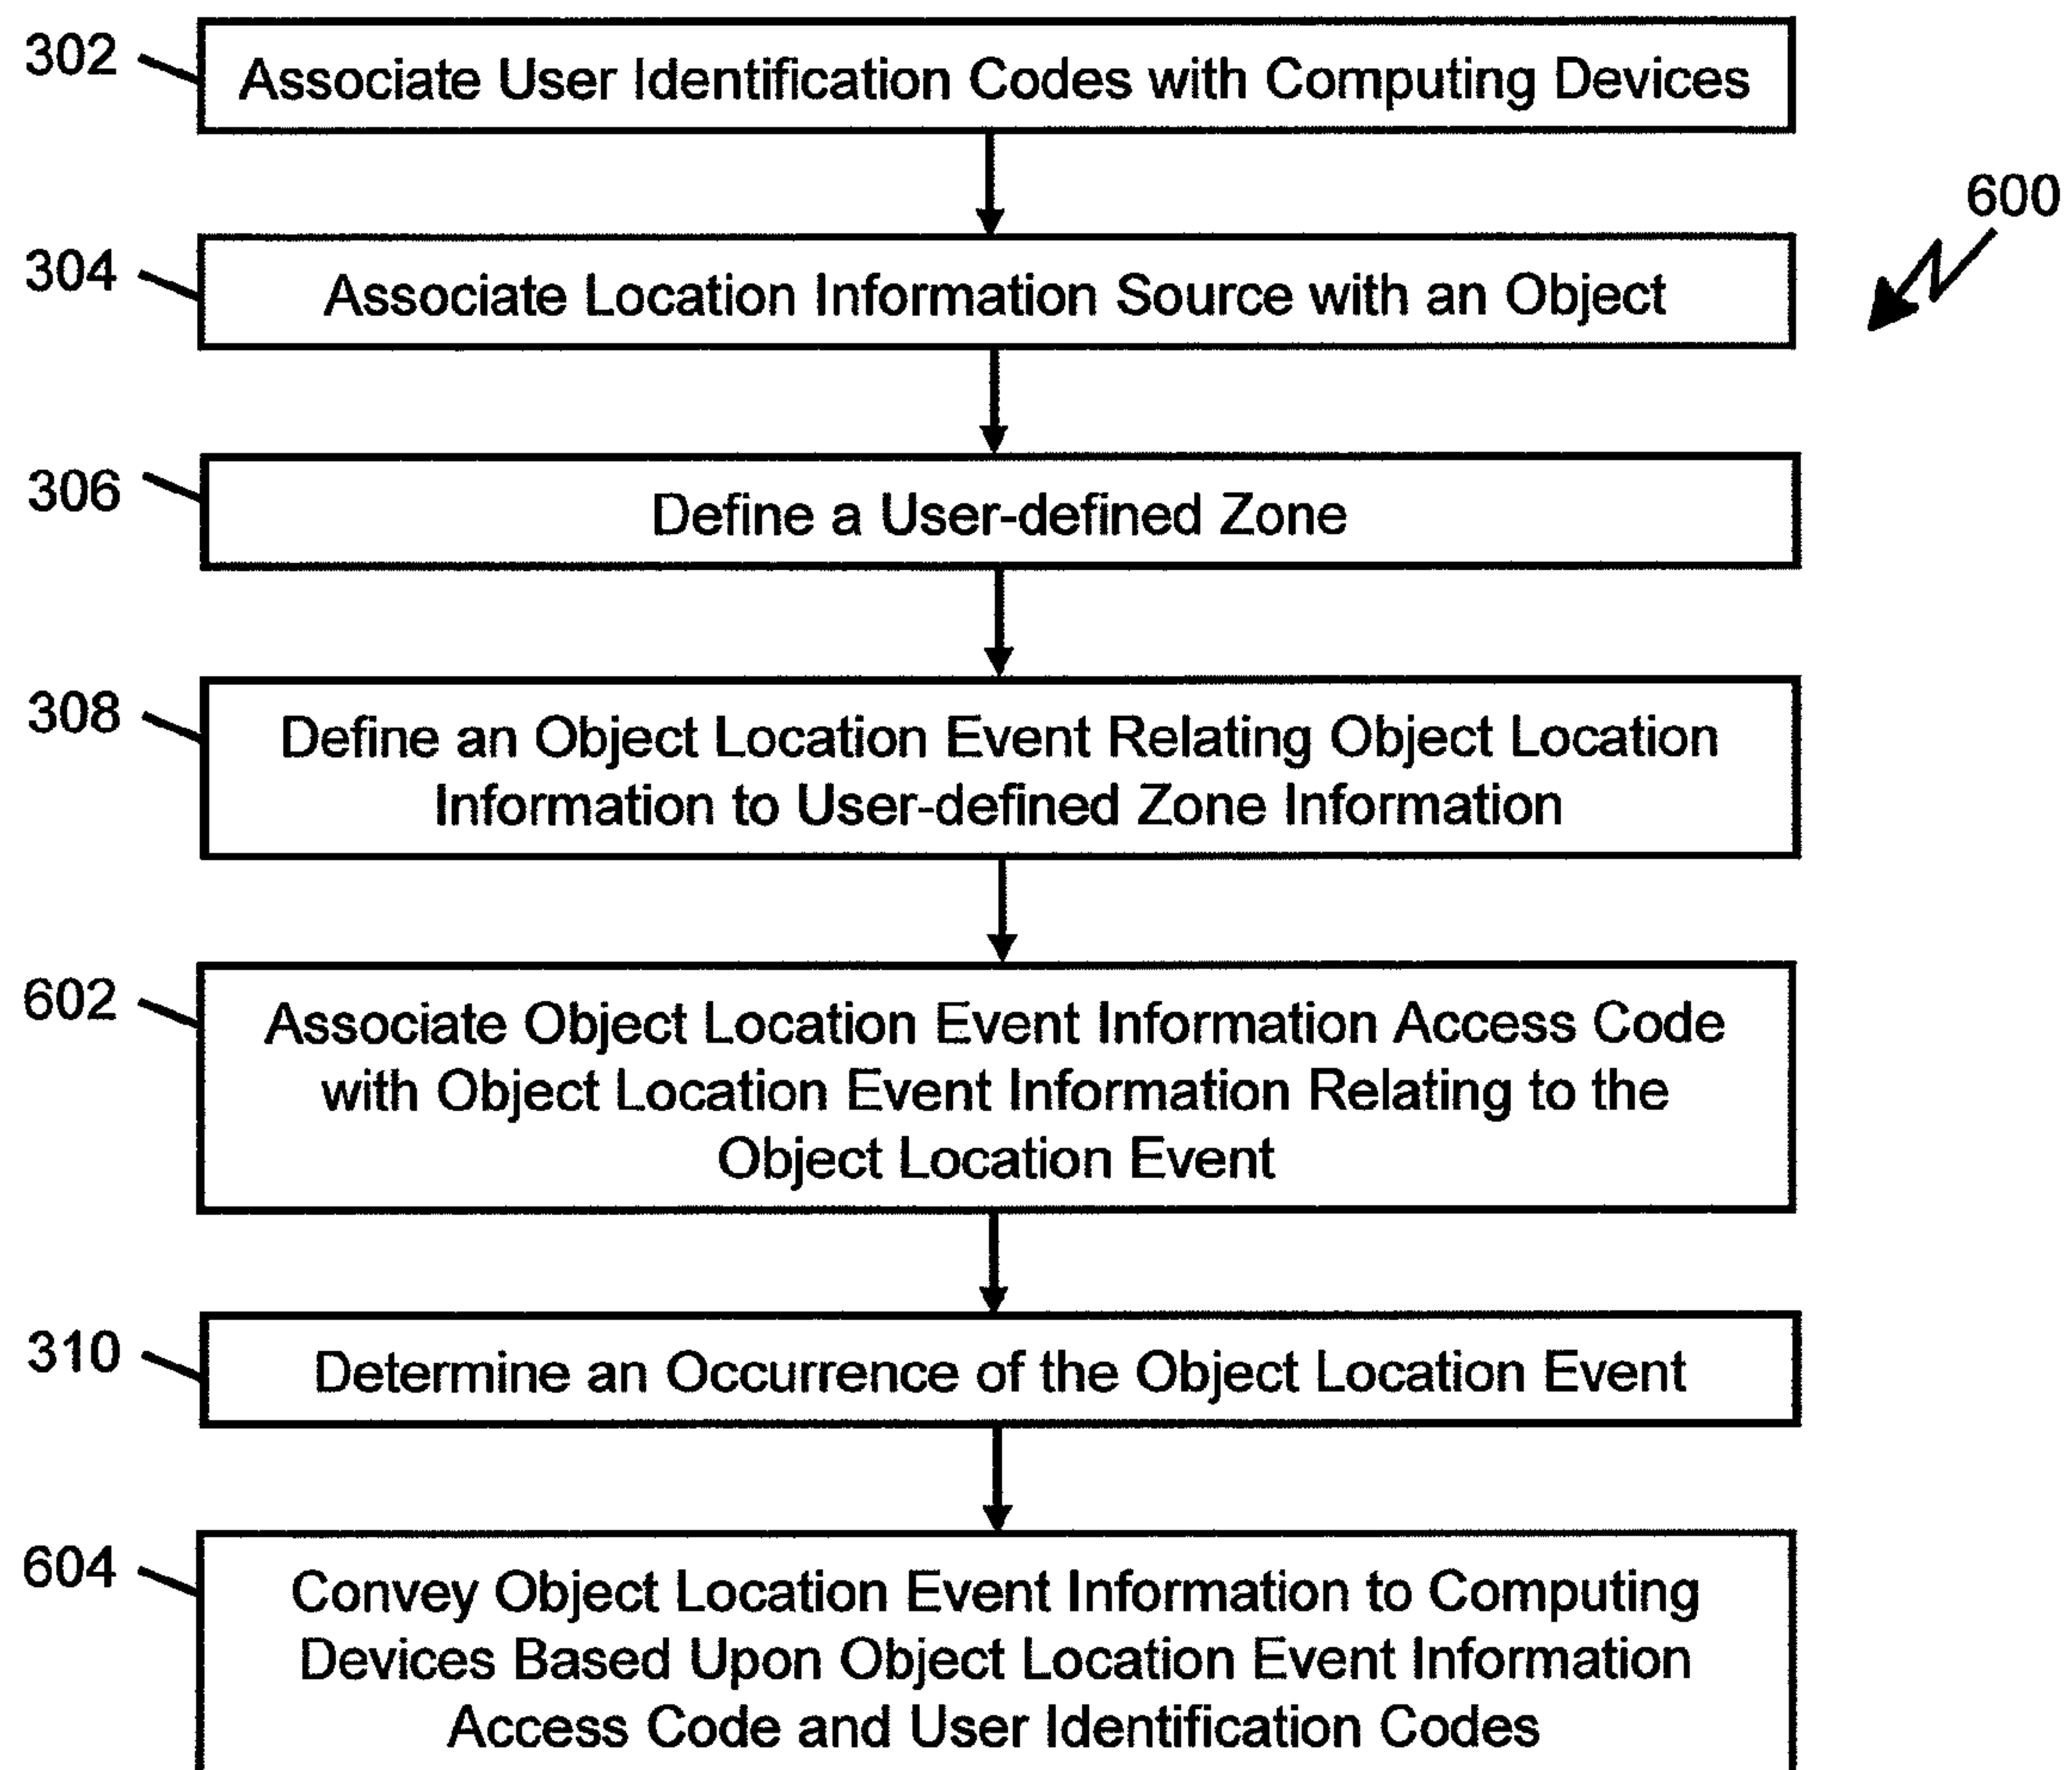 302
Associate User Identification Codes with Computing Devices
600
304
Associate Location Information Source with an Object
306
Define a User-defined Zone
308
Define an Object Location Event Relating Object Location
Information to User-defined Zone Information
602
Associate Object Location Event Information Access Code
with Object Location Event Information Relating to the
Object Location Event
310
Determine an Occurrence of the Object Location Event
604
Convey Object Location Event Information to Computing
Devices Based Upon Object Location Event Information
Access Code and User Identification Codes